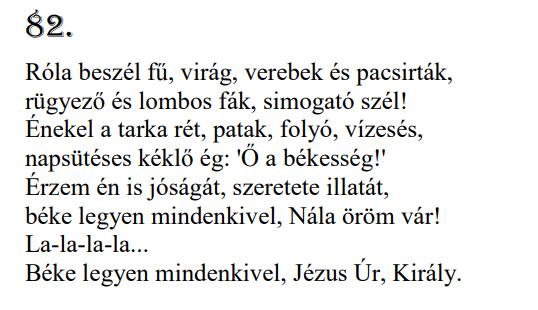 82.
Róla beszél fű, virág, verebek és pacsirták,
rügyező és lombos fák, simogató szél!
Énekel a tarka rét, patak, folyó, vízesés,
napsütéses kéklő ég: 'Ő a békesség!'
Érzem én is jóságát, szeretete illatát,
béke legyen mindenkivel, Nála öröm vár!
La-la-la-la...
Béke legyen mindenkivel, Jézus Úr, Király.